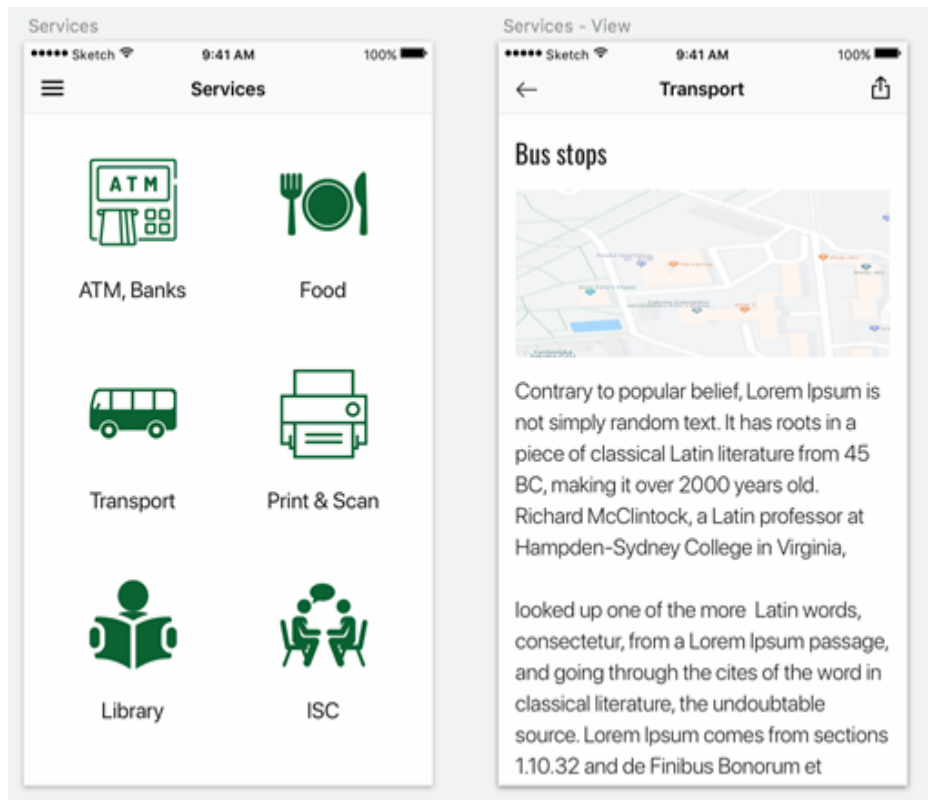 Services
Sketch 9:41 AM 100%
Services
ATM
ATM, Banks
Food
Transport
Print & Scan
Library
ISC
Services - View
Sketch 9:41 AM 100%
Transport
Bus stops
Contrary to popular belief, Lorem Ipsum is
not simply random text. It has roots in a
piece of classical Latin literature from 45
BC, making it over 2000 years old.
Richard McClintock, a Latin professor at
Hampden-Sydney College in Virginia,
looked up one of the more Latin words,
consectetur, from a Lorem Ipsum passage,
and going through the cites of the word in
classical literature, the undoubtable
source. Lorem Ipsum comes from sections
1.10.32 and de Finibus Bonorum et